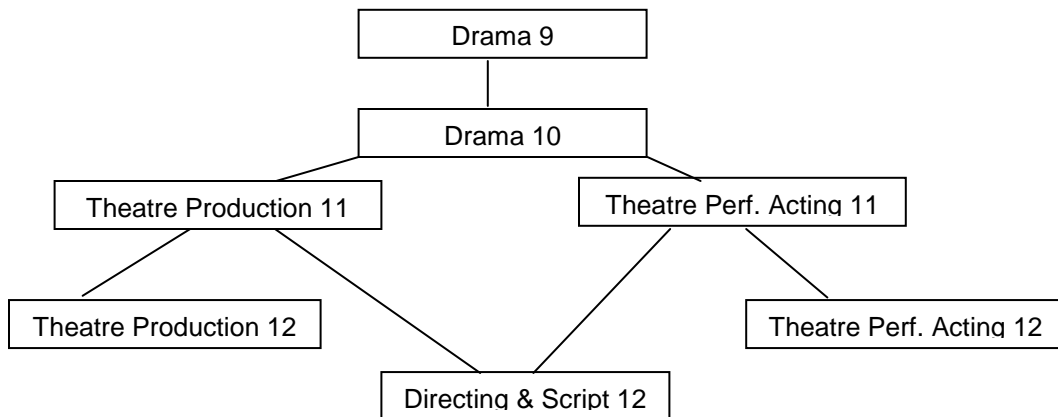 Drama 9
Drama 10
Theatre Production 11
Theatre Perf. Acting 11
Theatre Production 12
Theatre Perf. Acting 12
Directing & Script 12